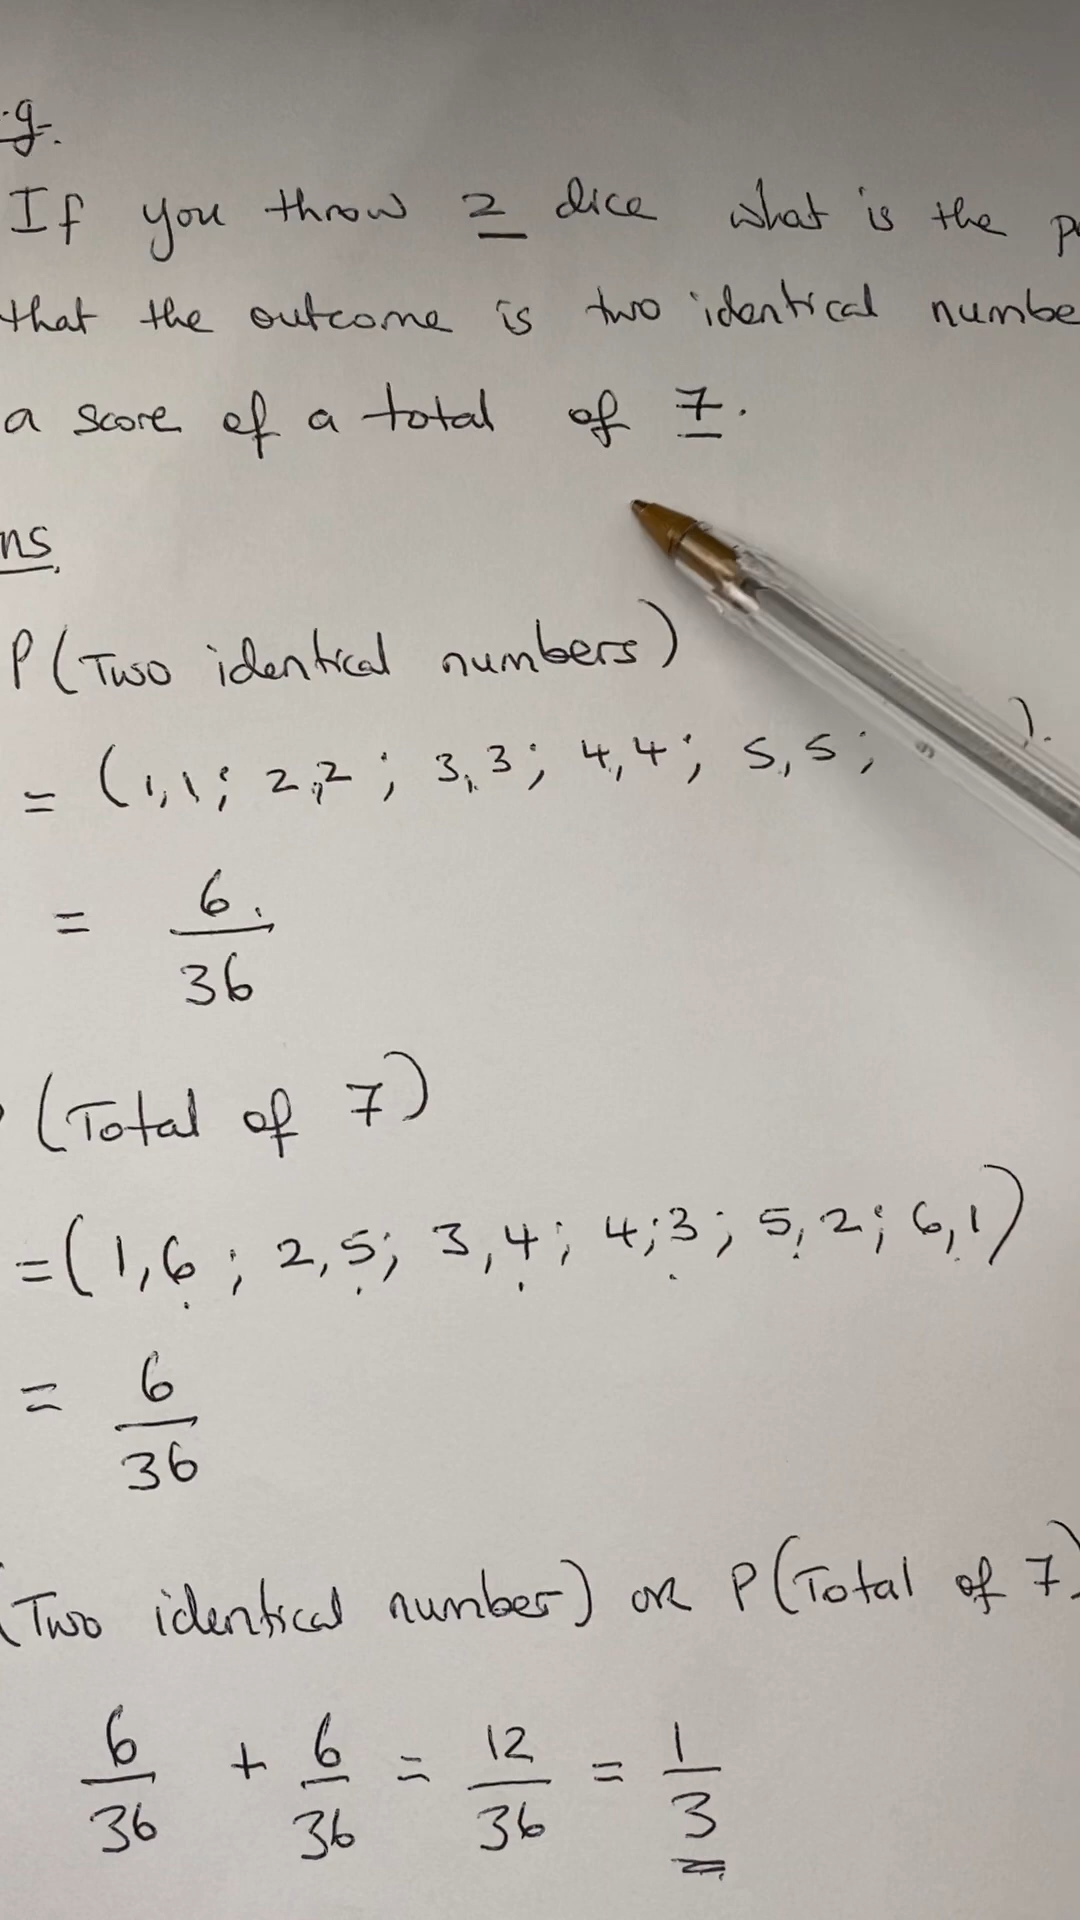 .g.
If you throw 2 dice what is the
that the outcome is two identical numbe
a score of a total of 7.
ns.
P(Two identical numbers)
= (1,1; 2,2; 3,3; 4,4; 5,5; ).
= 6
36
(Total of 7)
=(1,6; 2,5; 3,4; 4;3; 5,2; 6,1)
= 6
36
(Two identical number) or P(Total of 7)
6/36 + 6/36 = 12/36 = 1/3